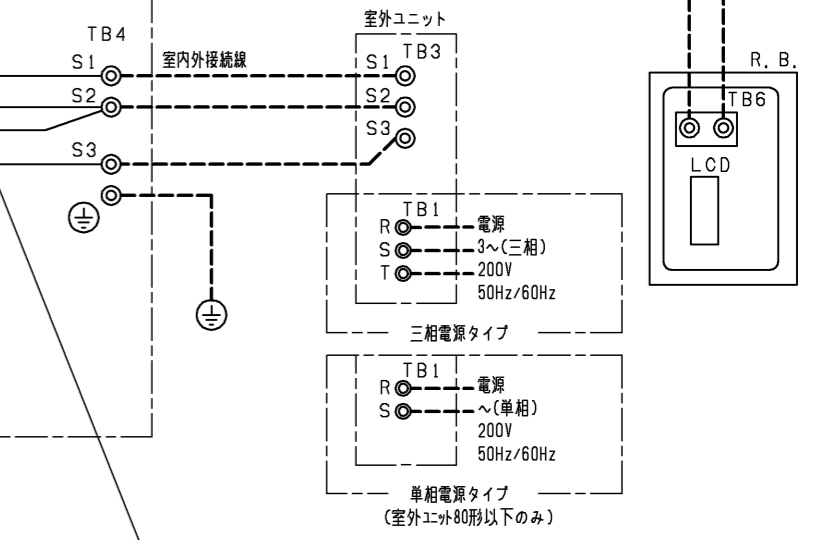 室外ユニット
TB4
TB3
S1
室内外接続線
S1
S2
S2
S3
S3
R. B.
TB6
LCD
TB1
R
電源
S
3~(三相)
T
200V
50Hz/60Hz
三相電源タイプ
TB1
R
電源
S
~(単相)
200V
50Hz/60Hz
単相電源タイプ
(室外ユニット80形以下のみ)